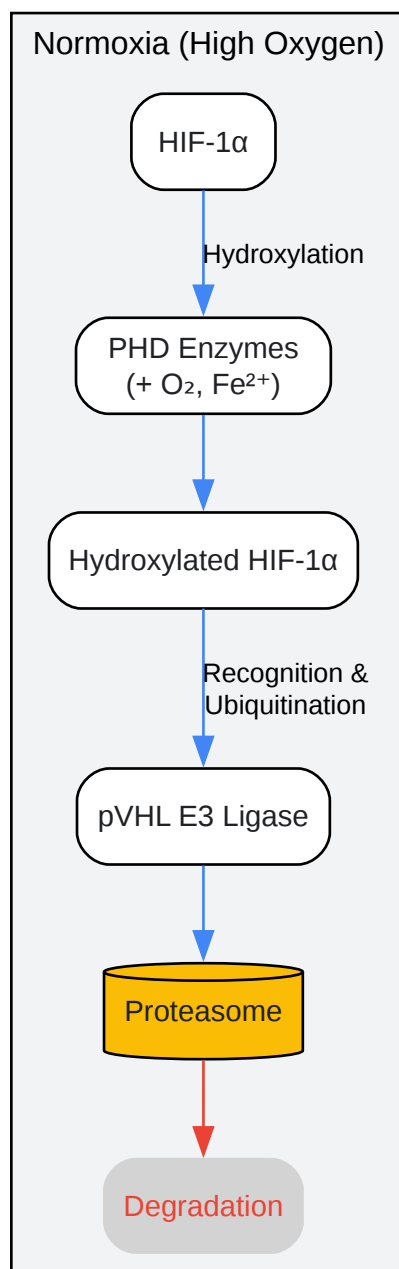 Normoxia (High Oxygen)
HIF-1α
Hydroxylation
PHD Enzymes
(+ O₂, Fe²⁺)
Hydroxylated HIF-1α
Recognition &
Ubiquitination
pVHL E3 Ligase
Proteasome
Degradation